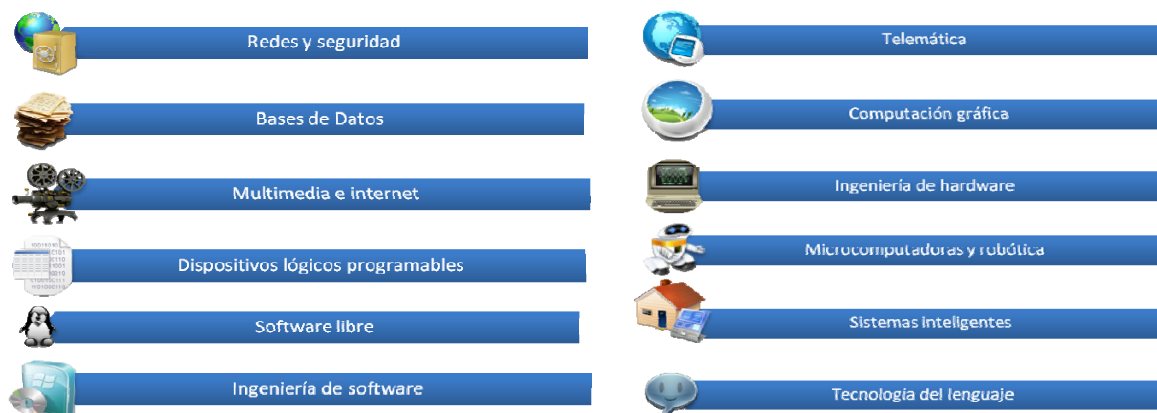 Redes y seguridad
Bases de Datos
Multimedia e internet
Dispositivos lógicos programables
Software libre
Ingeniería de software
Telemática
Computación gráfica
Ingeniería de hardware
Microcomputadoras y robótica
Sistemas inteligentes
Tecnología del lenguaje